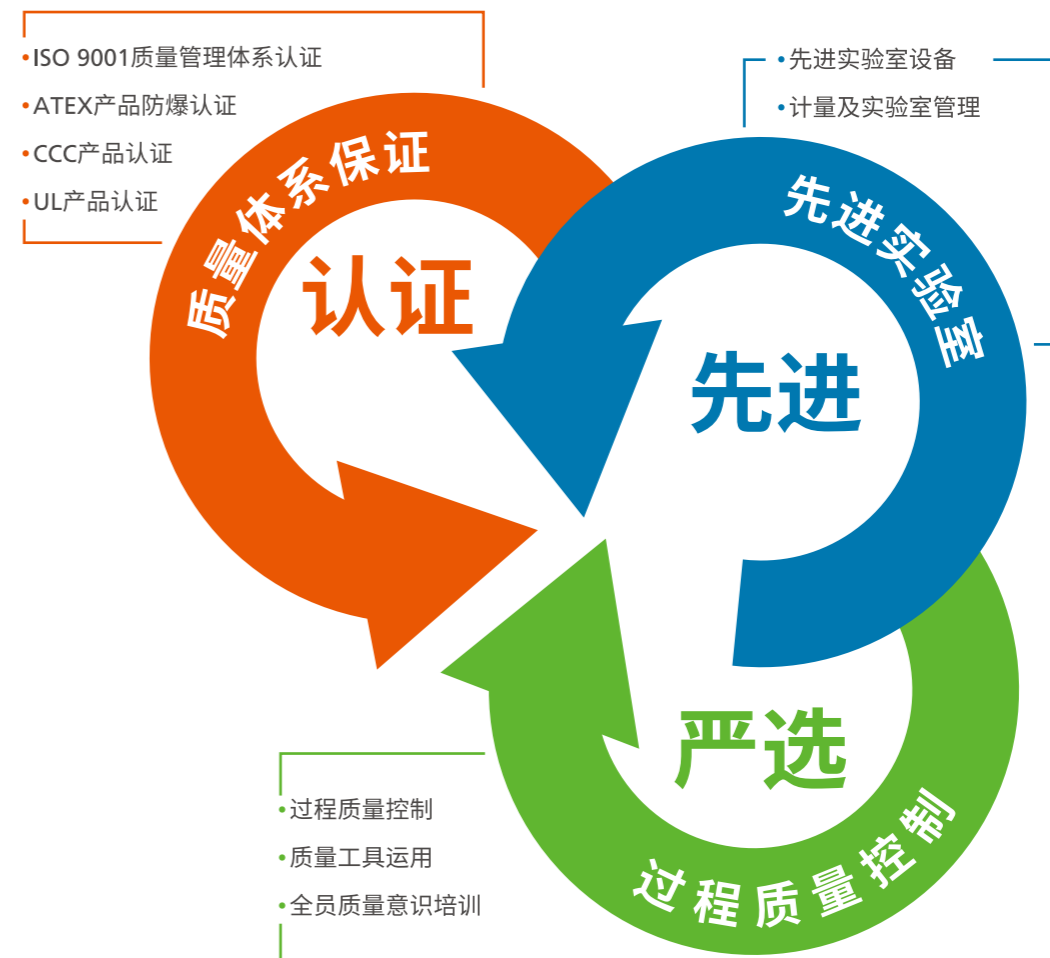 •ISO 9001质量管理体系认证
•ATEX产品防爆认证
•CCC产品认证
•UL产品认证
质量体系保证
认证
•先进实验室设备
•计量及实验室管理
先进实验室
先进
严选
过程质量控制
•过程质量控制
•质量工具运用
•全员质量意识培训